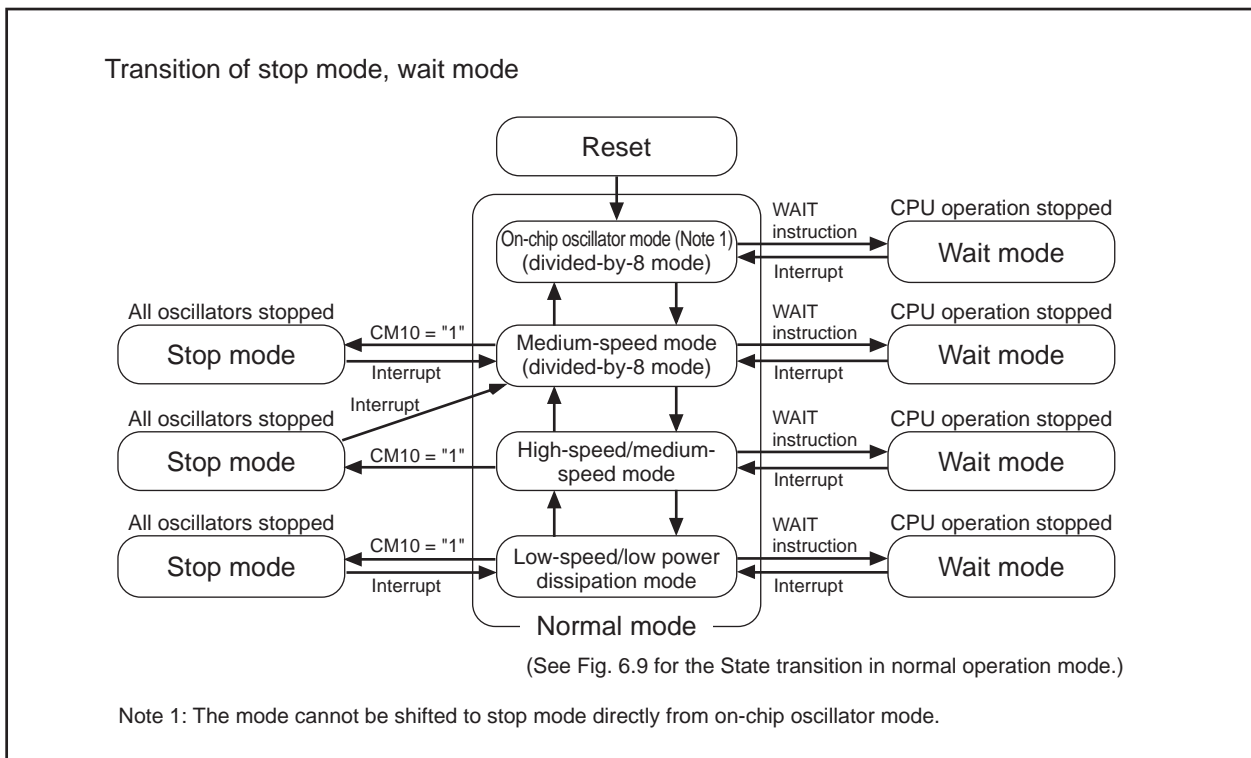 Transition of stop mode, wait mode
Reset
On-chip oscillator mode (Note 1)
(divided-by-8 mode)
WAIT
instruction
Interrupt
CPU operation stopped
Wait mode
All oscillators stopped
Stop mode
CM10 = "1"
Interrupt
Medium-speed mode
(divided-by-8 mode)
WAIT
instruction
Interrupt
CPU operation stopped
Wait mode
Interrupt
All oscillators stopped
Stop mode
CM10 = "1"
High-speed/medium-
speed mode
WAIT
instruction
Interrupt
CPU operation stopped
Wait mode
All oscillators stopped
Stop mode
CM10 = "1"
Interrupt
Low-speed/low power
dissipation mode
WAIT
instruction
Interrupt
CPU operation stopped
Wait mode
Normal mode
(See Fig. 6.9 for the State transition in normal operation mode.)
Note 1: The mode cannot be shifted to stop mode directly from on-chip oscillator mode.